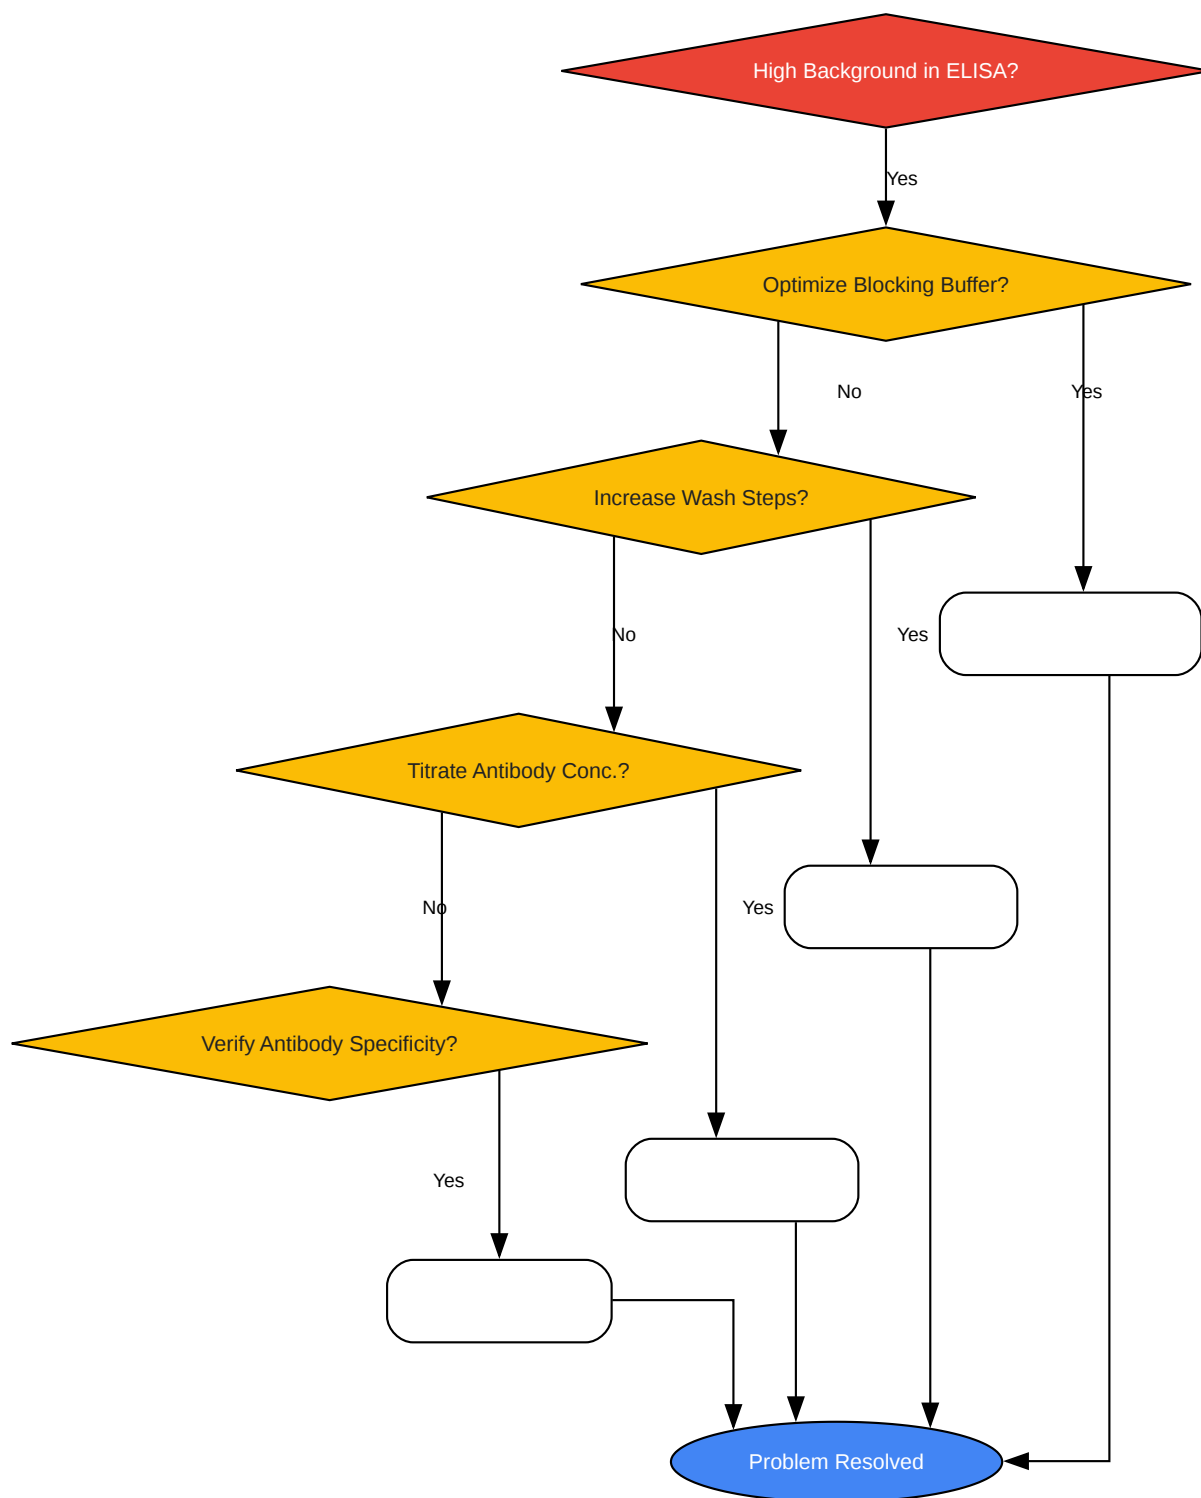 High Background in ELISA?
Yes
Optimize Blocking Buffer?
No
Yes
Increase Wash Steps?
No
Yes
Titrate Antibody Conc.?
No
Yes
Verify Antibody Specificity?
Yes
Problem Resolved